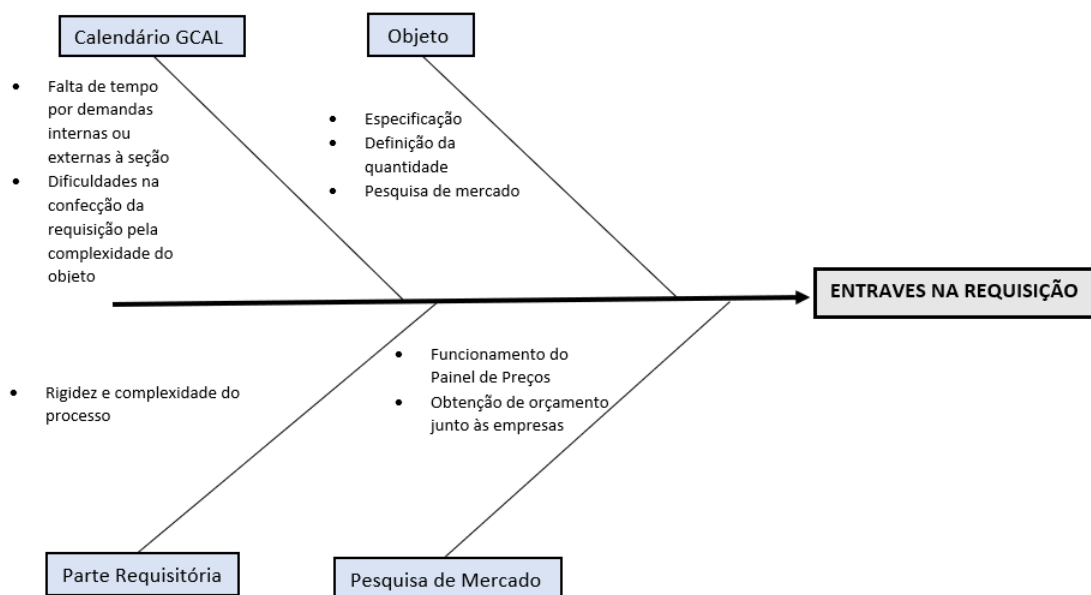 Calendário GCAL
Objeto
• Falta de tempo
por demandas
internas ou
externas à seção
• Dificuldades na
confecção da
requisição pela
complexidade do
objeto
• Especificação
• Definição da
quantidade
• Pesquisa de mercado
ENTRAVES NA REQUISIÇÃO
• Rigidez e complexidade do
processo
• Funcionamento do
Painel de Preços
• Obtenção de orçamento
junto às empresas
Parte Requisitória
Pesquisa de Mercado